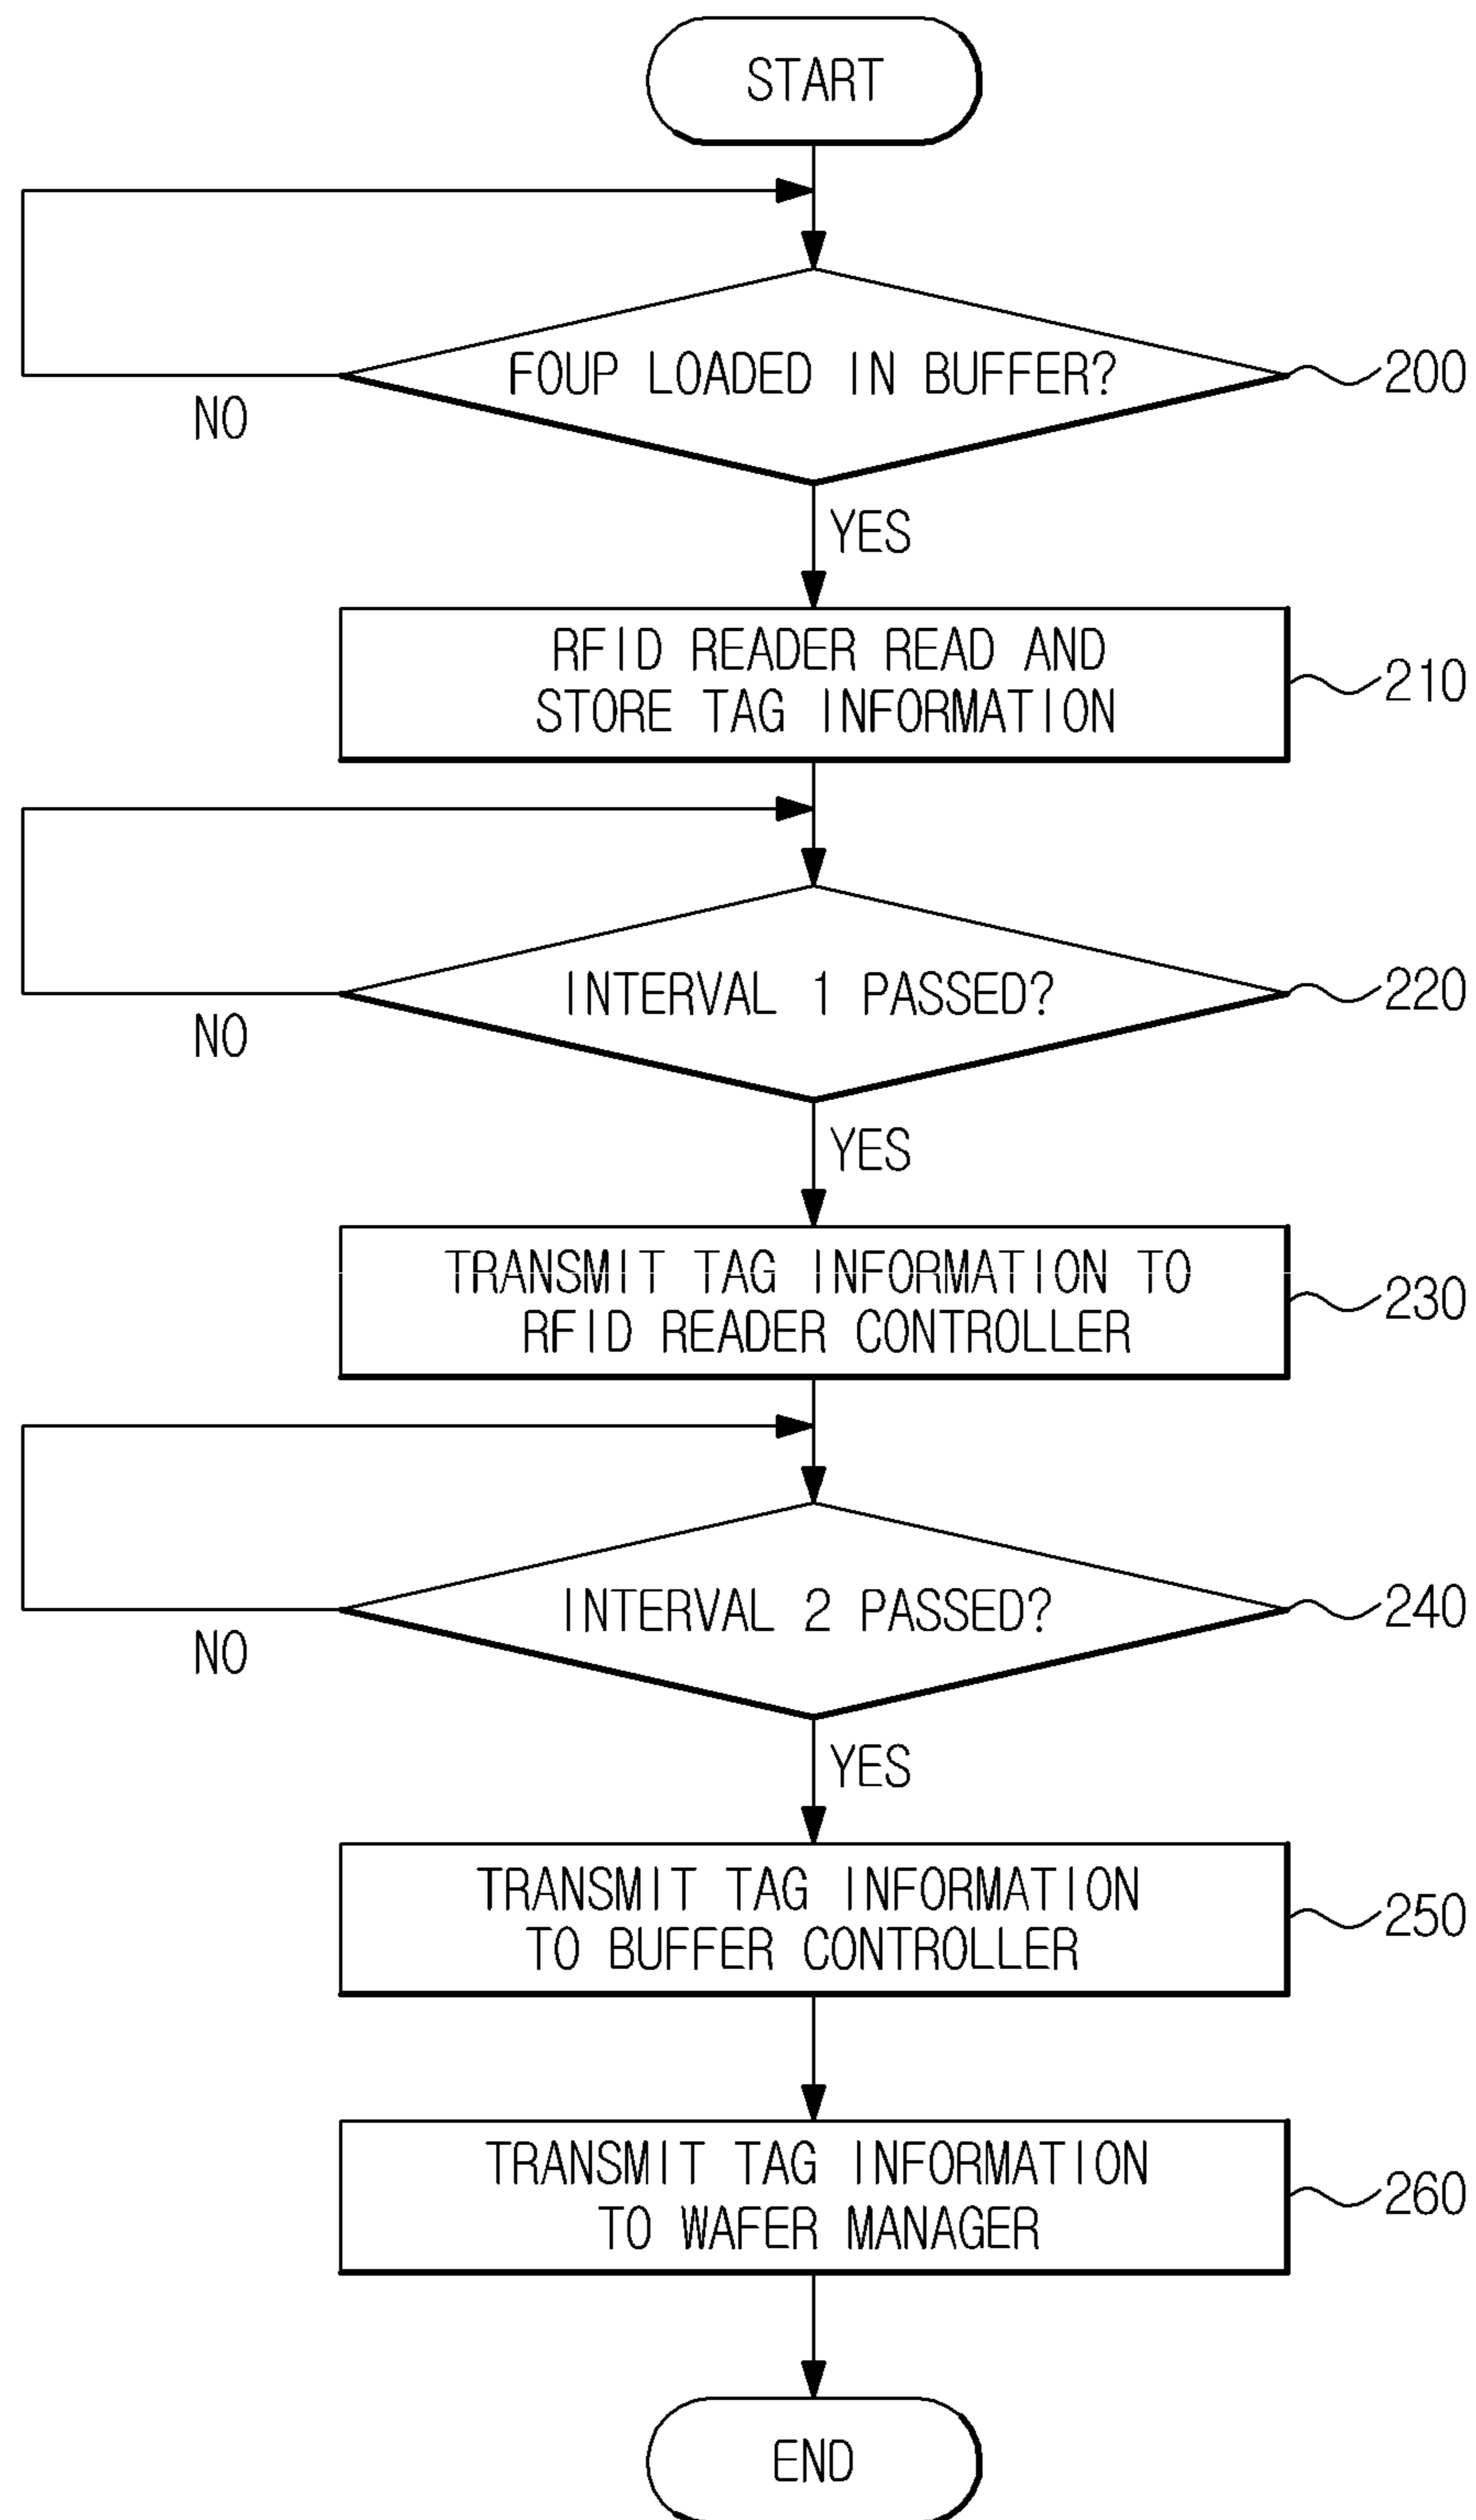 START
FOUP LOADED IN BUFFER?
200
NO
YES
RFID READER READ AND
STORE TAG INFORMATION
210
INTERVAL 1 PASSED?
220
NO
YES
TRANSMIT TAG INFORMATION TO
RFID READER CONTROLLER
230
INTERVAL 2 PASSED?
240
NO
YES
TRANSMIT TAG INFORMATION
TO BUFFER CONTROLLER
250
TRANSMIT TAG INFORMATION
TO WAFER MANAGER
260
END